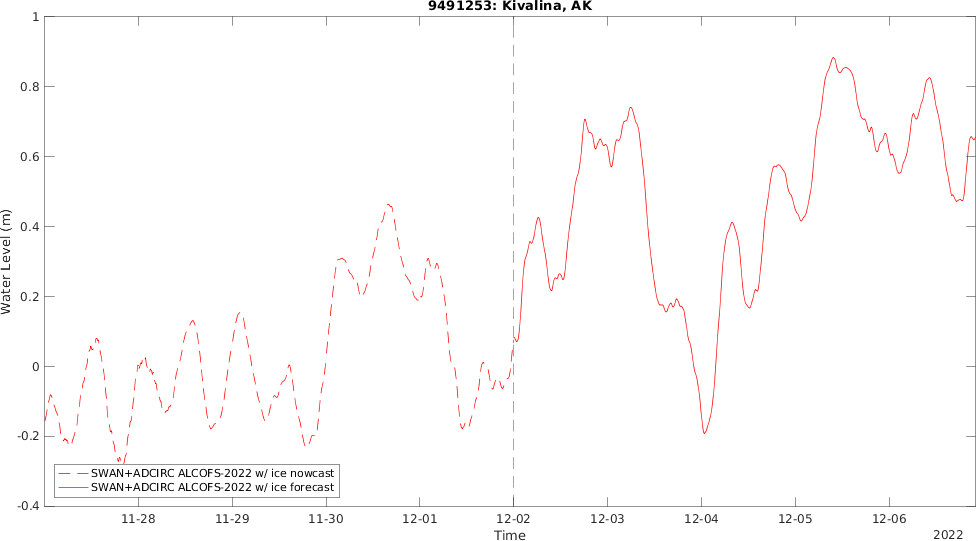 9491253: Kivalina, AK
1
0.8
0.6
0.4
0.2
0
-0.2
-0.4
Water Level (m)
SWAN+ADCIRC ALCOFS-2022 w/ ice nowcast
SWAN+ADCIRC ALCOFS-2022 w/ ice forecast
11-28 11-29 11-30 12-01 12-02 12-03 12-04 12-05 12-06
Time
2022